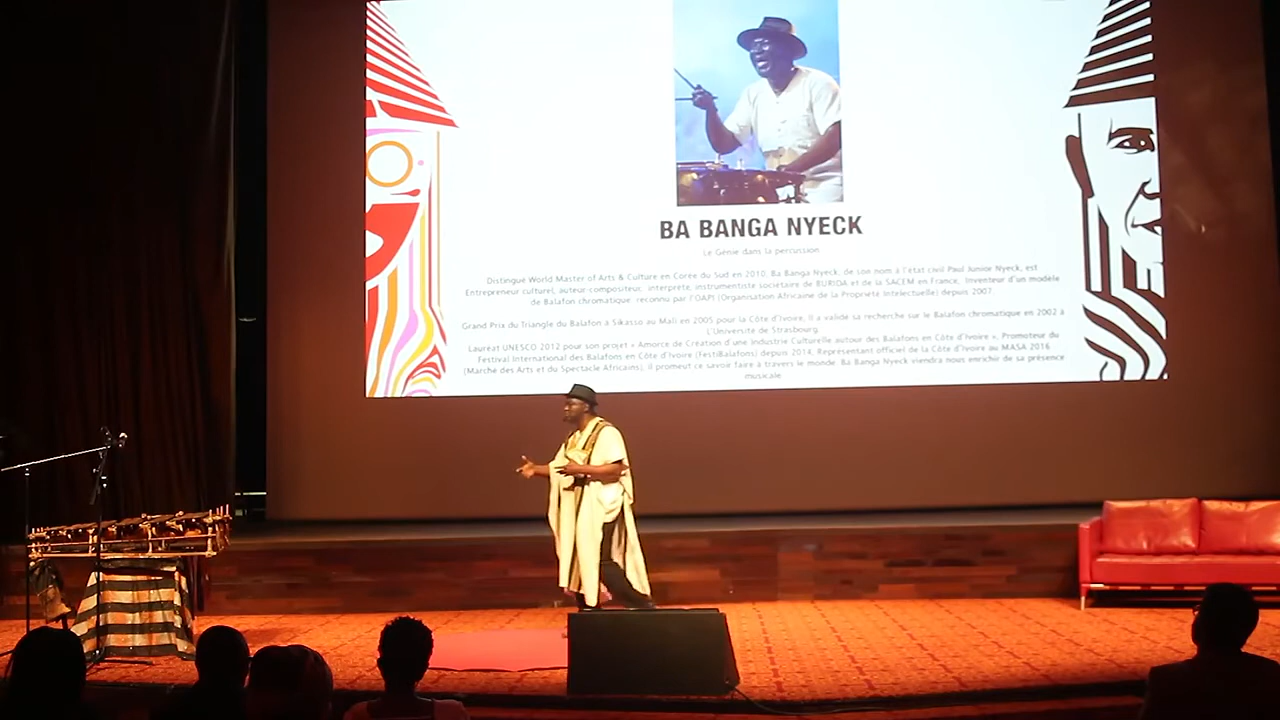 BA BANGA NYECK
Le Génie dans la percussion
Distingue World Master of Arts & Culture en Coree du Sud en 2010, Ba Banga Nyeck, de son nom à l'état civil Paul Junior Nyeck, est
Entrepreneur culturel, auteur-compositeur, interprète, instrumentiste sociétaire de BURIDA et de la SACEM en France, Inventeur d'un modèle
de Balafon chromatique reconnu par l'OAPI (Organisation Africaine de la Propriété Intelectuelle) depuis 2007.
Grand Prix du Triangle du Balafon a Sikasso au Mali en 2005 pour la Côte d'Ivoire, Il a validé sa recherche sur le Balafon chromatique en 2002 à
L'Université de Strasbourg
Lauréat UNESCO 2012 pour son projet « Amorce de Création d'une Industrie Culturelle autour des Balafons en Côte d'Ivoire ». Promoteur du
Festival International des Balafons en Côte d'Ivoire (FestiBalafons) depuis 2014, Représentant officiel de la Côte d'Ivoire au MASA 2016
(Marché des Arts et du Spectacle Africains), il promeut ce savoir faire à travers le monde. Ba Banga Nyeck viendra nous enrichir de sa présence
musicale